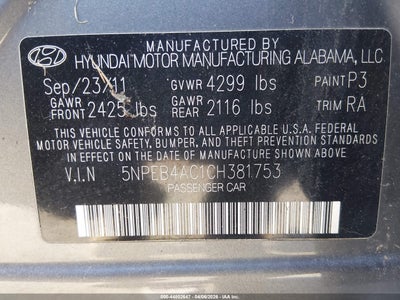 MANUFACTURED BY
HYUNDAI MOTOR MANUFACTURING ALABAMA, LLC
Sep/23/11 GVWR 4299 lbs PAINT P3
GAWR FRONT 2425 lbs GAWR REAR 2116 lbs TRIM RA
THIS VEHICLE CONFORMS TO ALL APPLICABLE U.S.A. FEDERAL
MOTOR VEHICLE SAFETY, BUMPER, AND THEFT PREVENTION STANDARDS
IN EFFECT ON THE DATE OF MANUFACTURE SHOWN ABOVE.
V.I.N 5NPEB4AC1CH381753
PASSENGER CAR